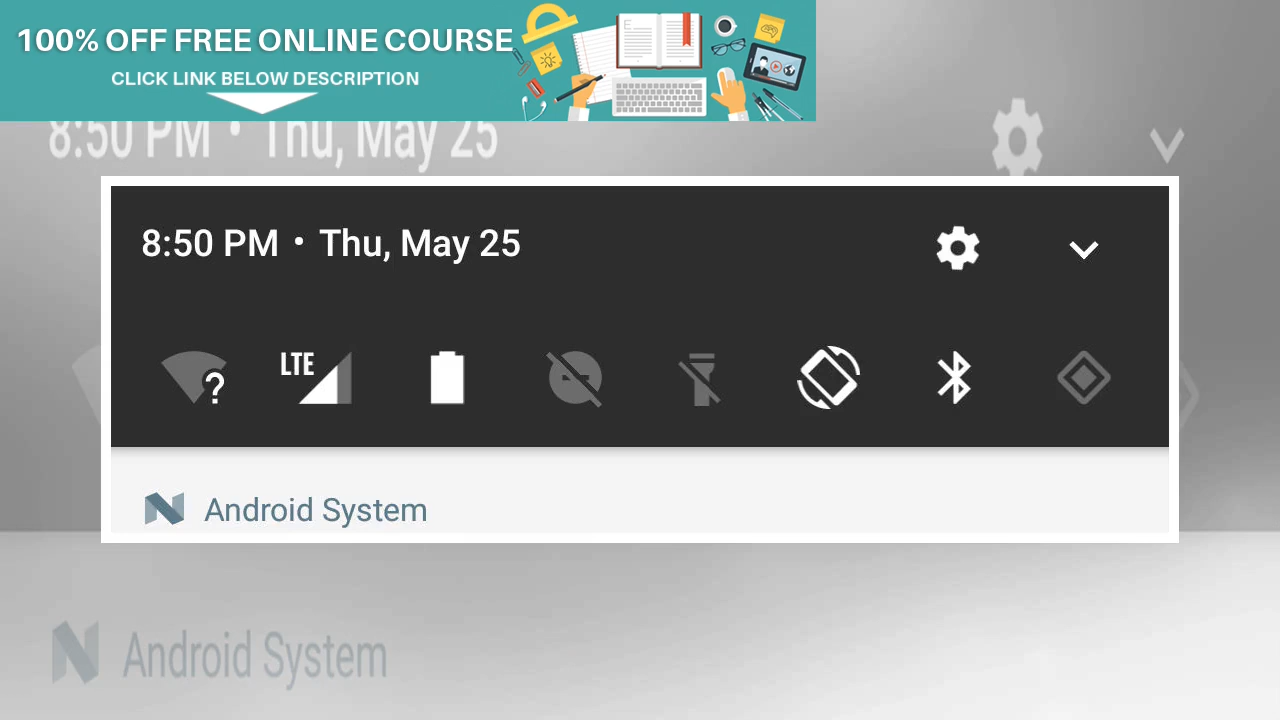 100% OFF FREE ONLINE COURSE
CLICK LINK BELOW DESCRIPTION
8:50 PM • Thu, May 25
8:50 PM • Thu, May 25
LTE
?
Android System
Android System